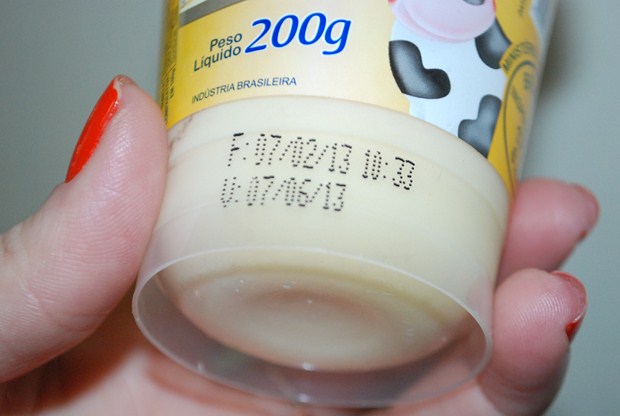 Peso
Líquido 200g
INDÚSTRIA BRASILEIRA
F:07/02/13 10:33
V:07/06/13